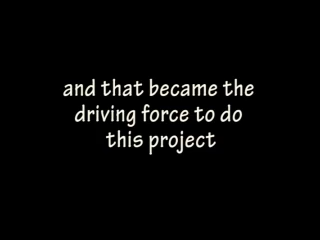 and that became the
driving force to do
this project